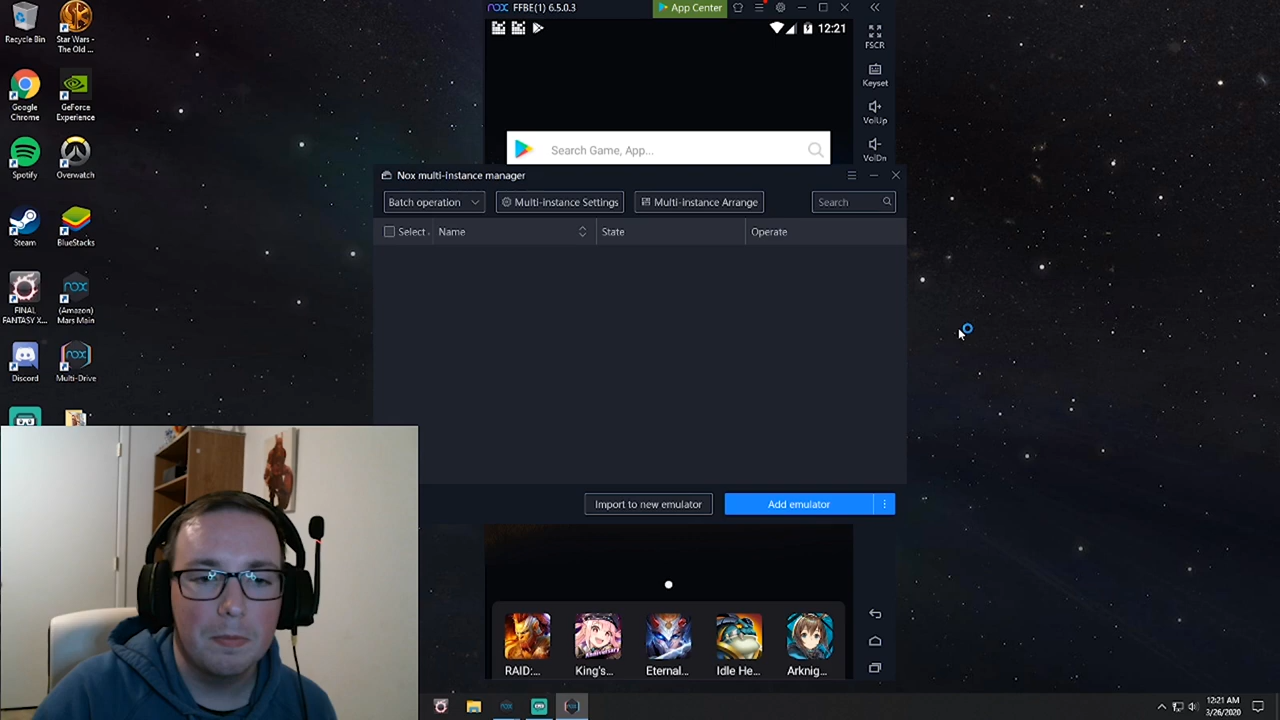 Recycle Bin
Star Wars -
The Old ...
Google
Chrome
GeForce
Experience
Spotify
Overwatch
Steam
BlueStacks
FINAL
FANTASY X...
(Amazon)
Mars Main
Discord
Multi-Drive
nox FFBE(1) 6.5.0.3
App Center
12:21
FSCR
Keyset
VolUp
VolDn
Search Game, App...
Nox multi-instance manager
Batch operation
Multi-instance Settings
Multi-instance Arrange
Search
Select
Name
State
Operate
Import to new emulator
Add emulator
RAID:...
King's...
Eternal...
Idle He...
Arknig...
12:21 AM
3/26/2020